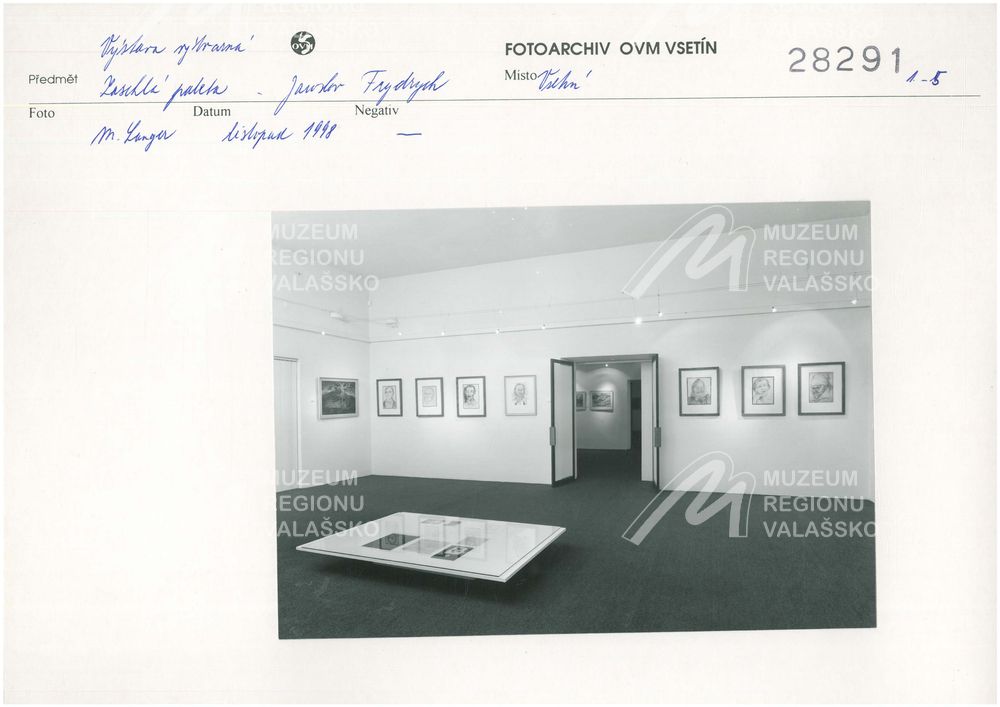 Výstava výtvarná
OVM
FOTOARCHIV OVM VSETÍN
28291 1-5
Předmět Zaschlá paleta - Jaroslav Frydrych
Místo Vsetín
Foto Datum Negativ
M. Langer listopad 1998 —
MUZEUM
REGIONU
VALAŠSKO
MUZEUM
REGIONU
VALAŠSKO
MUZEUM
REGIONU
VALAŠSKO
MUZEUM
REGIONU
VALAŠSKO